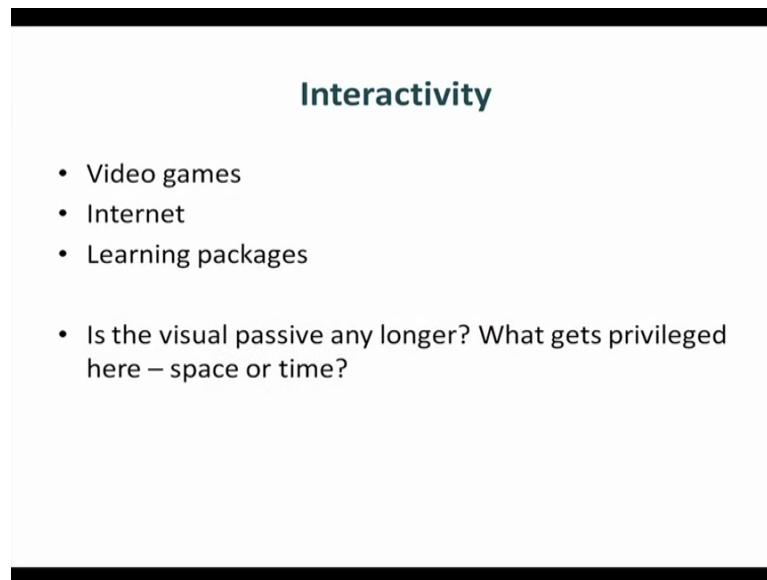 Interactivity
• Video games
• Internet
• Learning packages
• Is the visual passive any longer? What gets privileged
here – space or time?